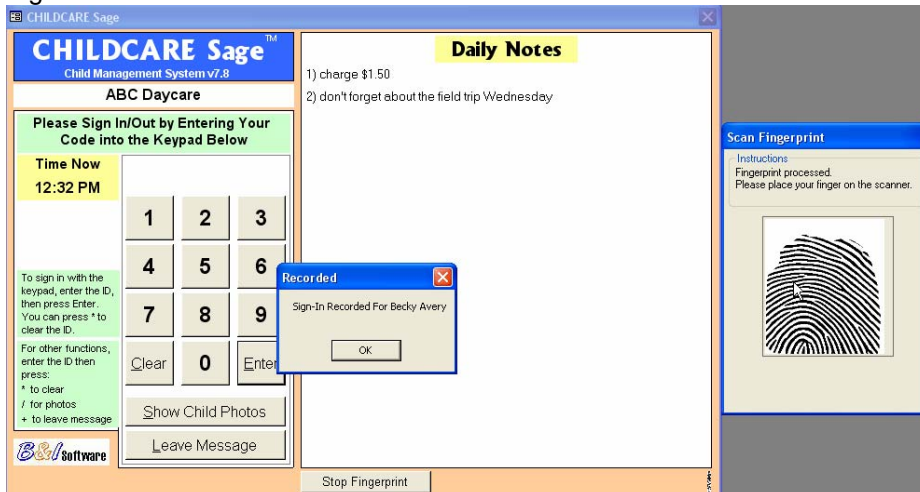 CHILDCARE Sage
CHILDCARE Sage™
Child Management System v7.8
ABC Daycare
Please Sign In/Out by Entering Your
Code into the Keypad Below
Time Now
12:32 PM
1 2 3
4 5 6
7 8 9
Clear 0 Enter
Show Child Photos
Leave Message
To sign in with the
keypad, enter the ID,
then press Enter.
You can press * to
clear the ID.
For other functions,
enter the ID then
press:
* to clear
/ for photos
+ to leave message
B&I Software
Daily Notes
1) charge $1.50
2) don't forget about the field trip Wednesday
Recorded
Sign-In Recorded For Becky Avery
OK
Stop Fingerprint
Scan Fingerprint
Instructions
Fingerprint processed.
Please place your finger on the scanner.